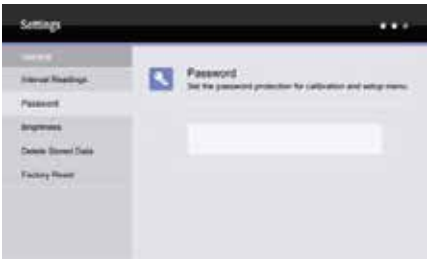 Settings
General
Interval Readings
Password
Brightness
Delete Stored Data
Factory Reset
Password
Set the password protection for calibration and setup menu.